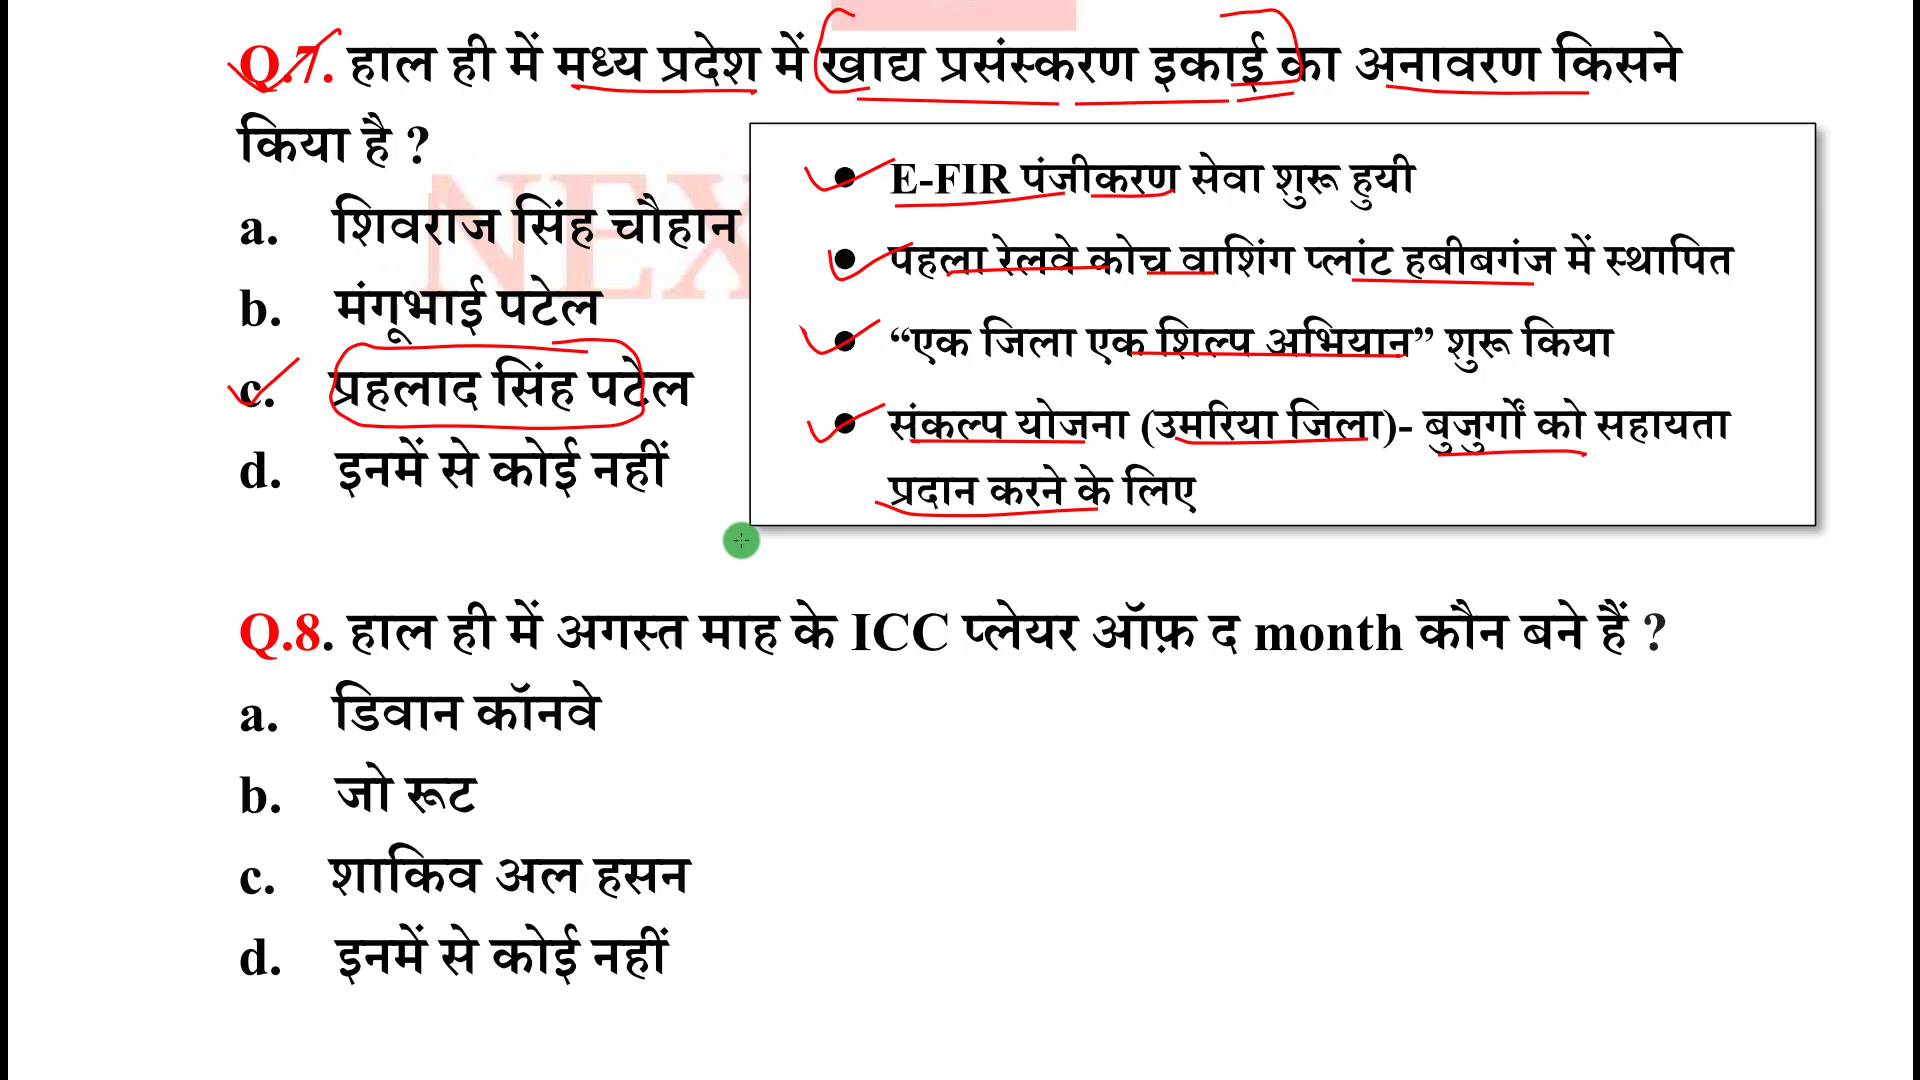 Q.7. हाल ही में मध्य प्रदेश में खाद्य प्रसंस्करण इकाई का अनावरण किसने
किया है ?
a. शिवराज सिंह चौहान
b. मंगूभाई पटेल
c. प्रहलाद सिंह पटेल
d. इनमें से कोई नहीं
E-FIR पंजीकरण सेवा शुरू हुयी
पहला रेलवे कोच वाशिंग प्लांट हबीबगंज में स्थापित
“एक जिला एक शिल्प अभियान” शुरू किया
संकल्प योजना (उमरिया जिला)- बुजुर्गों को सहायता
प्रदान करने के लिए
NEX
Q.8. हाल ही में अगस्त माह के ICC प्लेयर ऑफ़ द month कौन बने हैं ?
a. डिवान कॉनवे
b. जो रूट
c. शाकिव अल हसन
d. इनमें से कोई नहीं